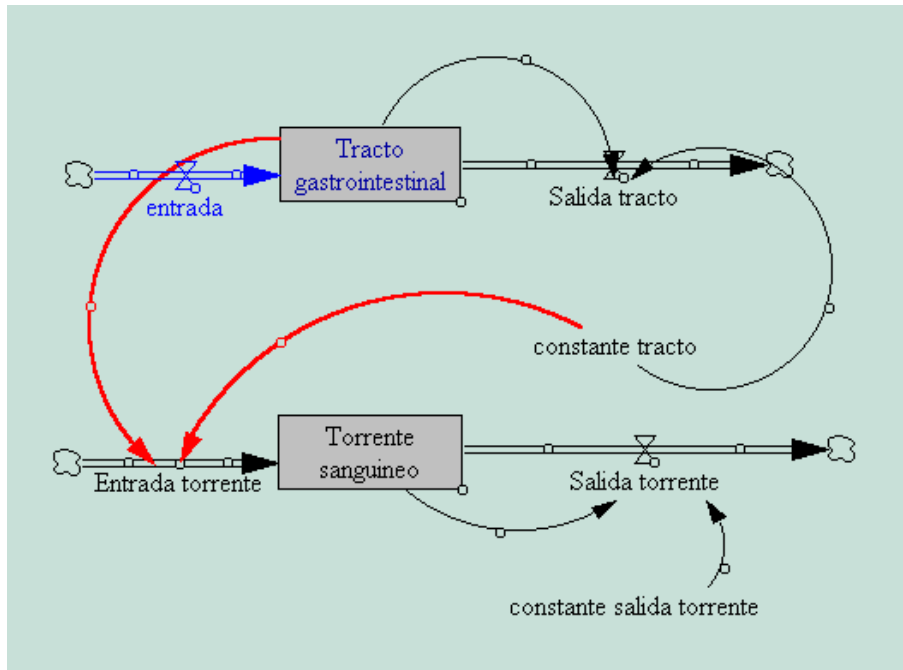 Tracto
gastrointestinal
entrada
Salida tracto
constante tracto
Torrente
sanguineo
Entrada torrente
Salida torrente
constante salida torrente